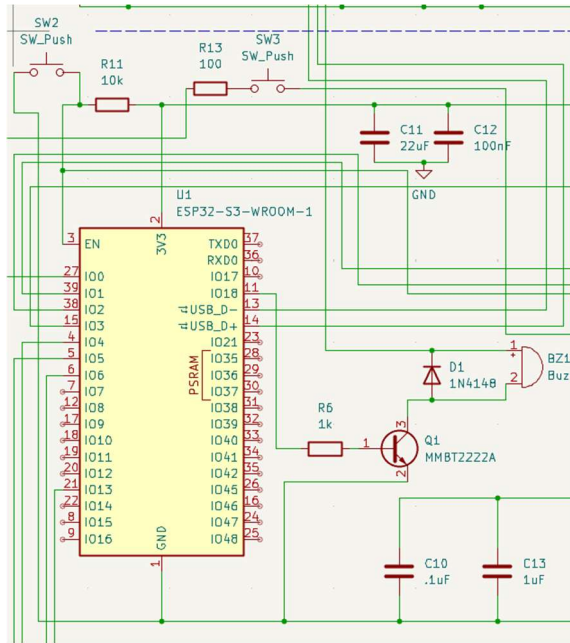 SW2
SW_Push
R11
10k
R13
100
SW3
SW_Push
C11
22uF
C12
100nF
GND
U1
ESP32-S3-WROOM-1
2
3V3
3 EN
27 IO0
39 IO1
38 IO2
15 IO3
4 IO4
5 IO5
6 IO6
7 IO7
12 IO8
17 IO9
18 IO10
19 IO11
20 IO12
21 IO13
22 IO14
8 IO15
9 IO16
TXD0 37
RXD0 36
IO17 10
IO18 11
USB_D- 13
USB_D+ 14
IO21 23
IO35 28
IO36 29
IO37 30
IO38 31
IO39 32
IO40 33
IO41 34
IO42 35
IO45 26
IO46 16
IO47 24
IO48 25
PSRAM
GND
1
R6
1k
D1
1N4148
1
+
2
BZ1
Buz
3
1
2
Q1
MMBT2222A
C10
.1uF
C13
1uF